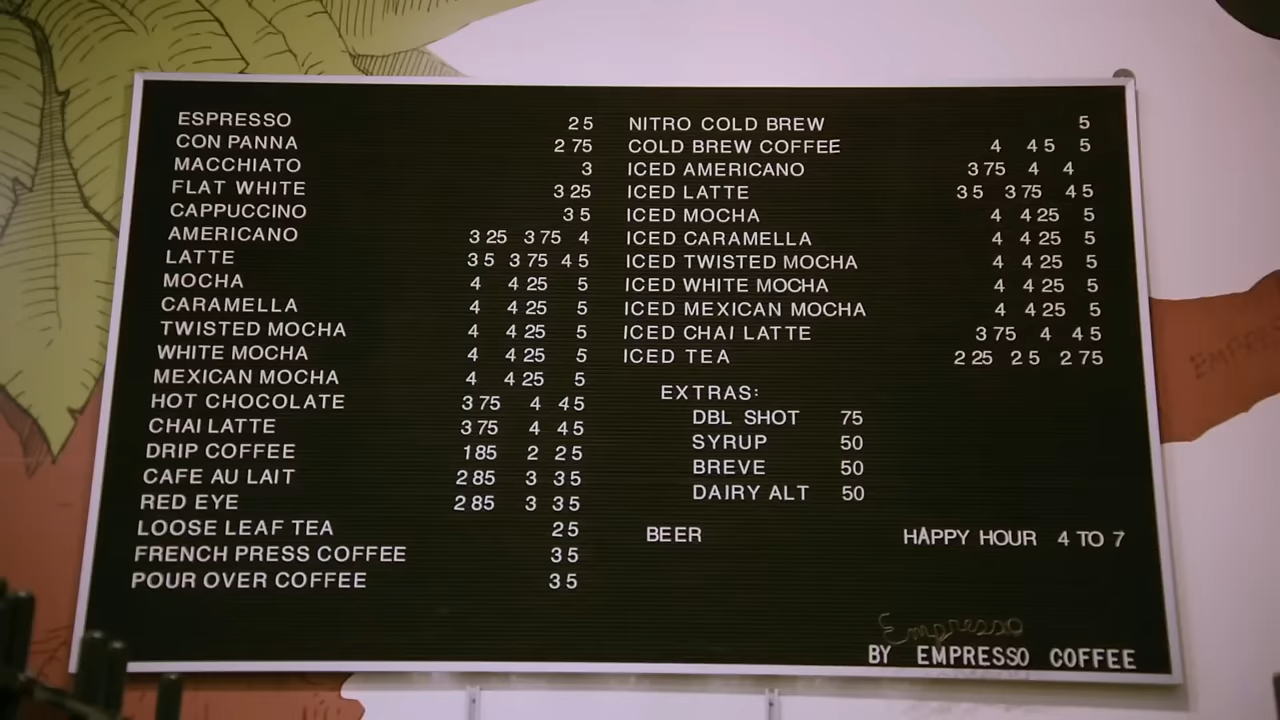 ESPRESSO 2 5
CON PANNA 2 75
MACCHIATO 3
FLAT WHITE 3 25
CAPPUCCINO 3 5
AMERICANO 3 25 3 75 4
LATTE 3 5 3 75 4 5
MOCHA 4 4 25 5
CARAMELLA 4 4 25 5
TWISTED MOCHA 4 4 25 5
WHITE MOCHA 4 4 25 5
MEXICAN MOCHA 4 4 25 5
HOT CHOCOLATE 3 75 4 4 5
CHAI LATTE 3 75 4 4 5
DRIP COFFEE 1 85 2 2 5
CAFE AU LAIT 2 85 3 3 5
RED EYE 2 85 3 3 5
LOOSE LEAF TEA 2 5
FRENCH PRESS COFFEE 3 5
POUR OVER COFFEE 3 5
NITRO COLD BREW 5
COLD BREW COFFEE 4 4 5 5
ICED AMERICANO 3 75 4 4
ICED LATTE 3 5 3 75 4 5
ICED MOCHA 4 4 25 5
ICED CARAMELLA 4 4 25 5
ICED TWISTED MOCHA 4 4 25 5
ICED WHITE MOCHA 4 4 25 5
ICED MEXICAN MOCHA 4 4 25 5
ICED CHAI LATTE 3 75 4 4 5
ICED TEA 2 25 2 5 2 75
EXTRAS:
DBL SHOT 75
SYRUP 50
BREVE 50
DAIRY ALT 50
BEER HAPPY HOUR 4 TO 7
Empresso
BY EMPRESSO COFFEE